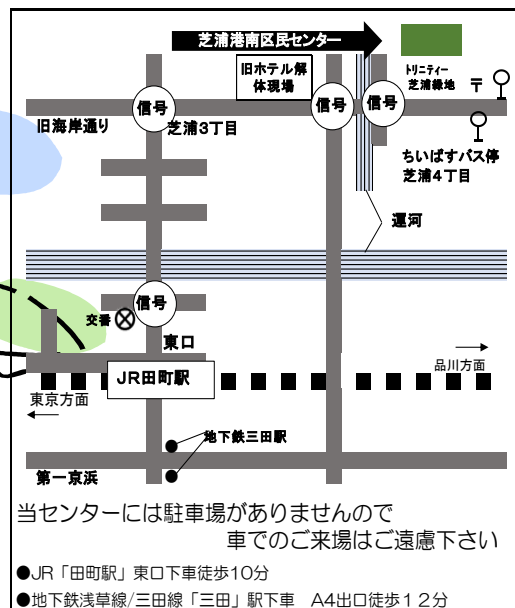 芝浦港南区民センター
旧ホテル解
体現場
トリニティー
芝浦緑地
〒
信号
信号
信号
旧海岸通り
芝浦3丁目
ちいばすバス停
芝浦4丁目
運河
信号
交番
東口
品川方面
JR田町駅
東京方面
地下鉄三田駅
第一京浜
当センターには駐車場がありませんので
車でのご来場はご遠慮下さい
●JR「田町駅」東口下車徒歩10分
●地下鉄浅草線/三田線「三田」駅下車 A4出口徒歩12分